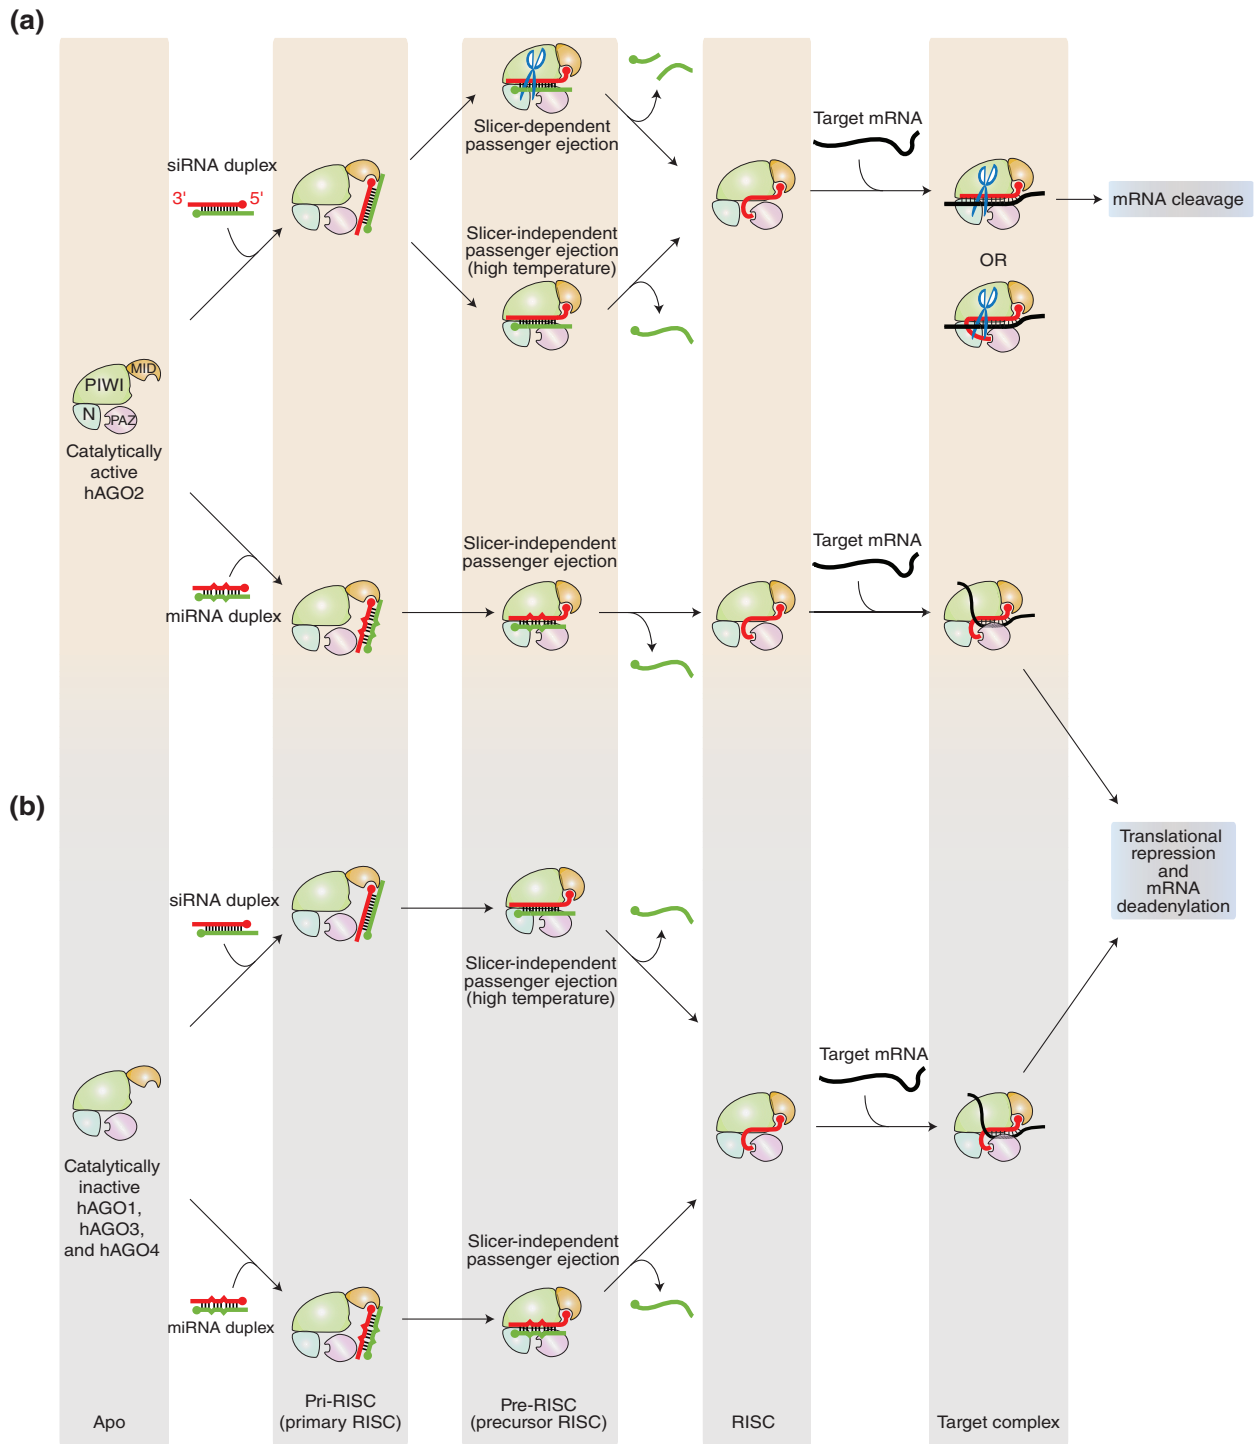 (a)
Slicer-dependent
passenger ejection
Target mRNA
siRNA duplex
3'
5'
mRNA cleavage
Slicer-independent
passenger ejection
(high temperature)
OR
MID
PIWI
N
PAZ
Catalytically
active
hAGO2
Slicer-independent
passenger ejection
Target mRNA
miRNA duplex
(b)
Translational
repression
and
mRNA
deadenylation
siRNA duplex
Slicer-independent
passenger ejection
(high temperature)
Target mRNA
Catalytically
inactive
hAGO1,
hAGO3,
and hAGO4
Slicer-independent
passenger ejection
miRNA duplex
Apo
Pri-RISC
(primary RISC)
Pre-RISC
(precursor RISC)
RISC
Target complex